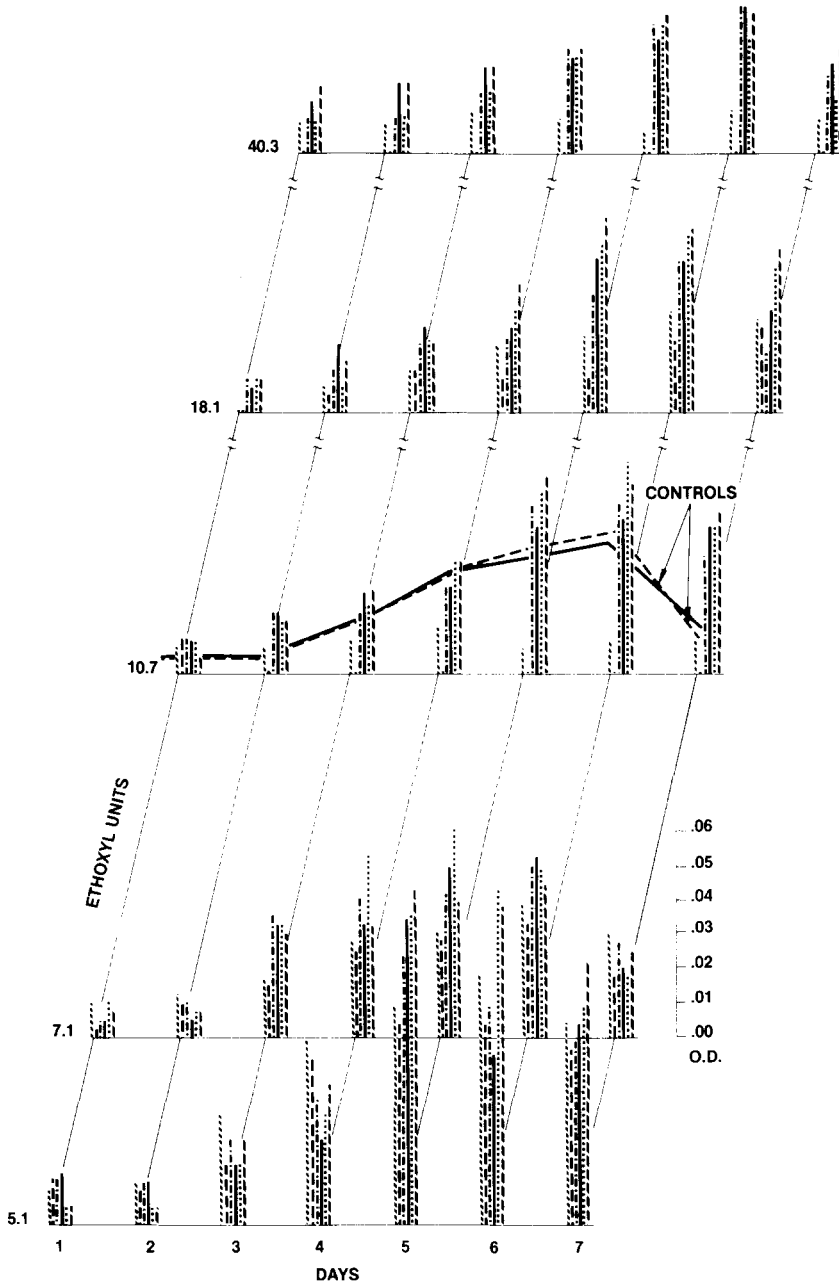 40.3
18.1
CONTROLS
10.7
ETHOXYL UNITS
.06
.05
.04
.03
.02
.01
7.1
.00
O.D.
5.1
1 2 3 4 5 6 7
DAYS